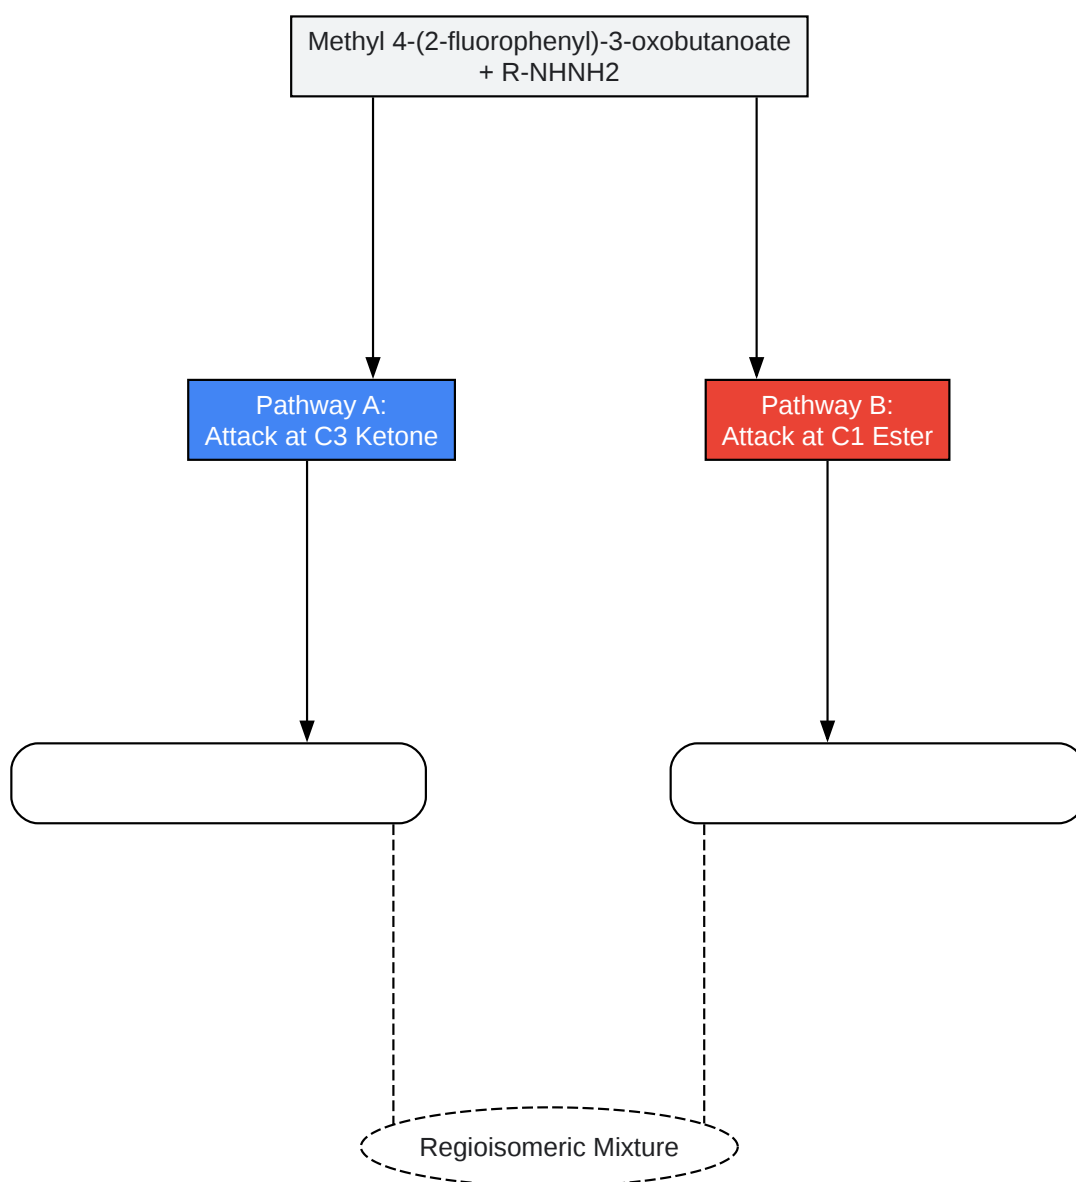 Methyl 4-(2-fluorophenyl)-3-oxobutanoate
+ R-NHNH2
Pathway A:
Attack at C3 Ketone
Pathway B:
Attack at C1 Ester
Regioisomeric Mixture